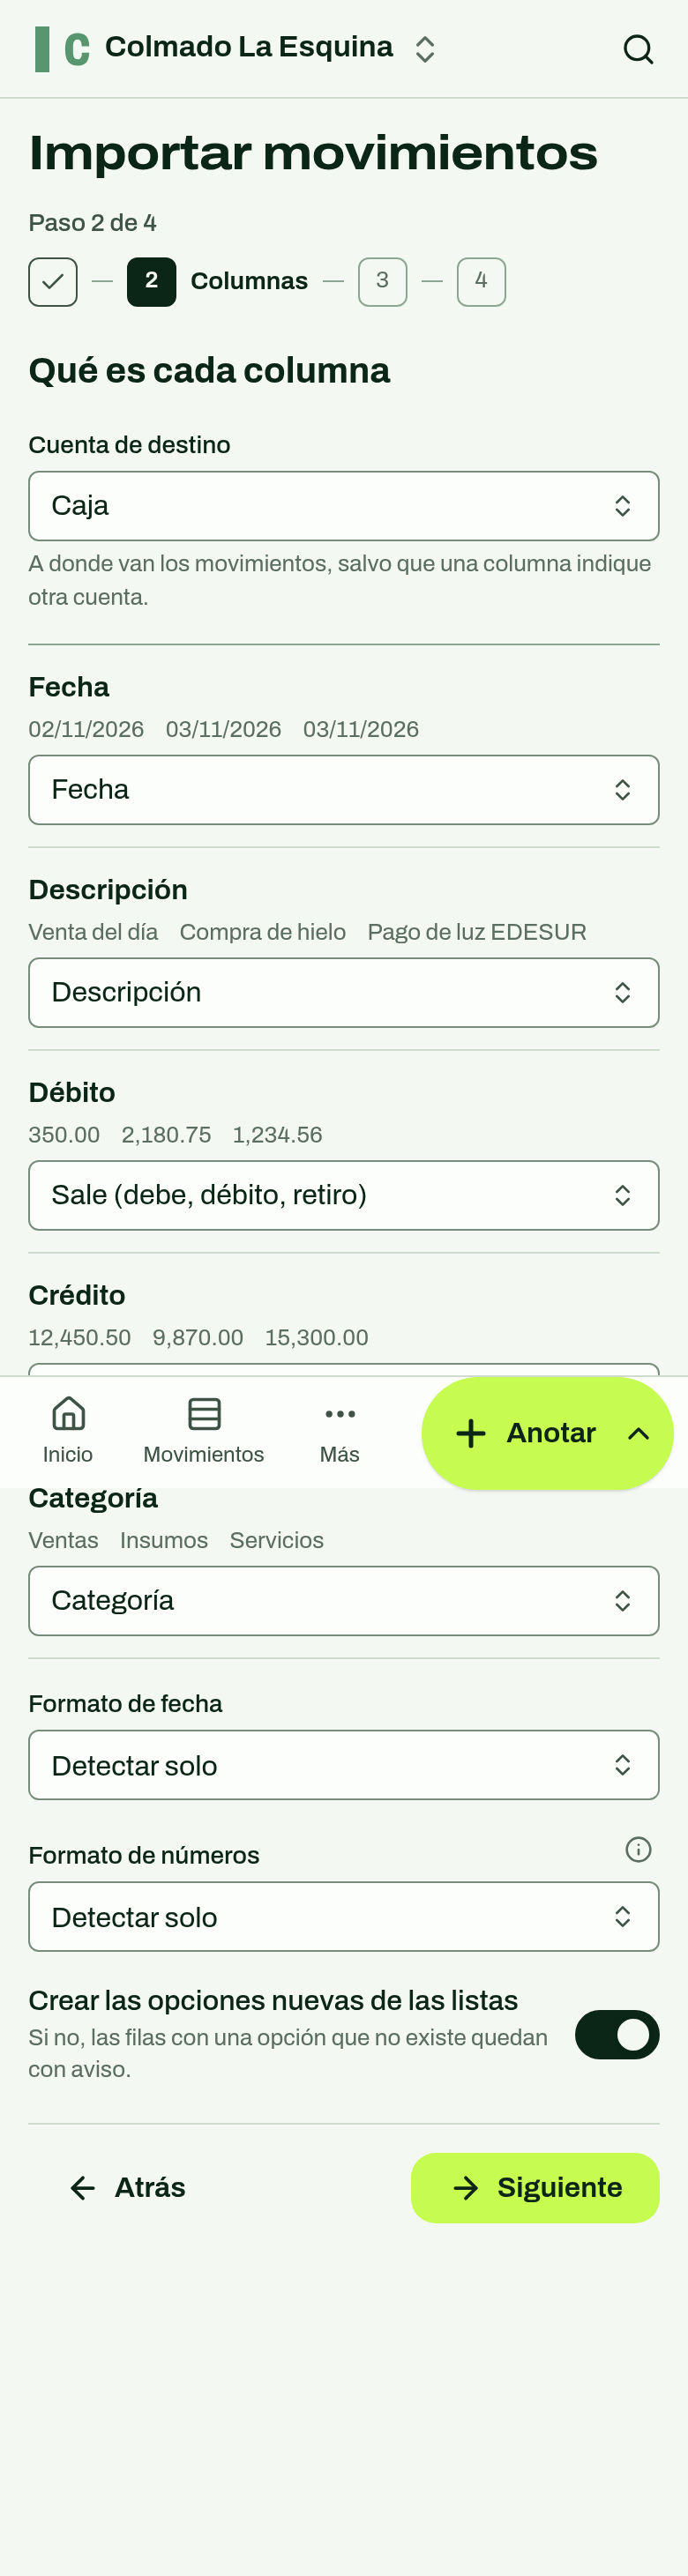 C Colmado La Esquina
Importar movimientos
Paso 2 de 4
2 Columnas 3 4
Qué es cada columna
Cuenta de destino
Caja
A donde van los movimientos, salvo que una columna indique
otra cuenta.
Fecha
02/11/2026 03/11/2026 03/11/2026
Fecha
Descripción
Venta del día Compra de hielo Pago de luz EDESUR
Descripción
Débito
350.00 2,180.75 1,234.56
Sale (debe, débito, retiro)
Crédito
12,450.50 9,870.00 15,300.00
Inicio Movimientos Más Anotar
Categoría
Ventas Insumos Servicios
Categoría
Formato de fecha
Detectar solo
Formato de números
Detectar solo
Crear las opciones nuevas de las listas
Si no, las filas con una opción que no existe quedan
con aviso.
Atrás Siguiente